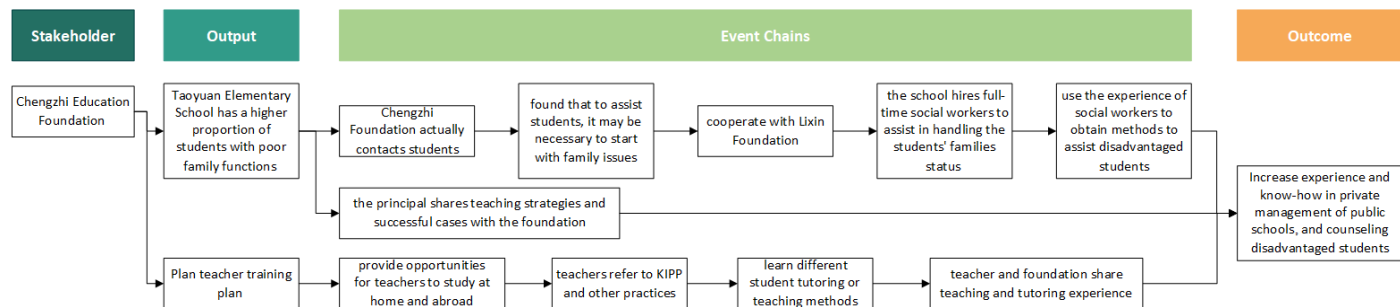 Stakeholder
Output
Event Chains
Outcome
Chengzhi Education
Foundation
Taoyuan Elementary
School has a higher
proportion of
students with poor
family functions
Chengzhi
Foundation actually
contacts students
found that to assist
students, it may be
necessary to start
with family issues
cooperate with Lixin
Foundation
the school hires full-
time social workers to
assist in handling the
students' families
status
use the experience of
social workers to
obtain methods to
assist disadvantaged
students
the principal shares teaching strategies and
successful cases with the foundation
Increase experience and
know-how in private
management of public
schools, and counseling
disadvantaged students
Plan teacher training
plan
provide opportunities
for teachers to study at
home and abroad
teachers refer to KIPP
and other practices
learn different
student tutoring or
teaching methods
teacher and foundation share
teaching and tutoring experience